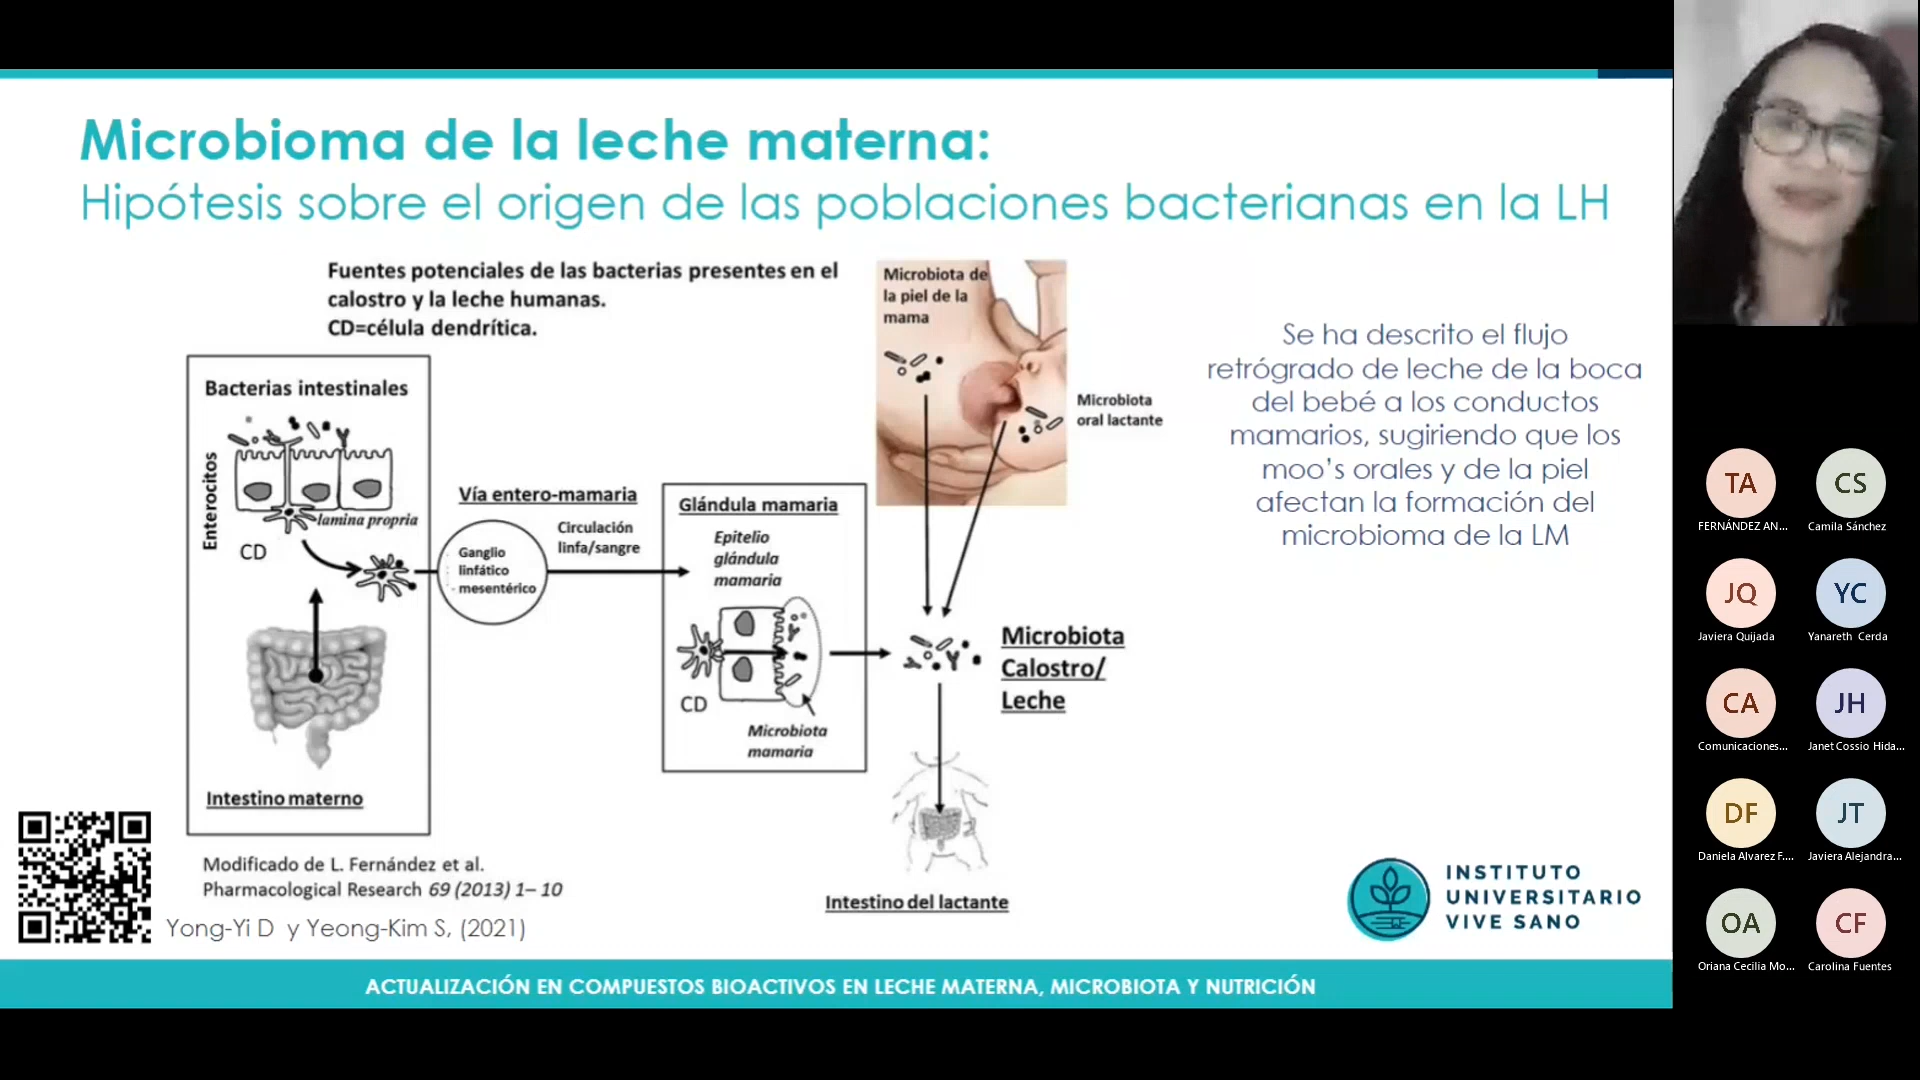 Microbioma de la leche materna:
Hipótesis sobre el origen de las poblaciones bacterianas en la LH
Fuentes potenciales de las bacterias presentes en el
calostro y la leche humanas.
CD=célula dendrítica.
Bacterias intestinales
Enterocitos
lamina propria
CD
Intestino materno
Vía entero-mamaria
Ganglio
linfático
mesentérico
Circulación
linfa/sangre
Glándula mamaria
Epitelio
glándula
mamaria
CD
Microbiota
mamaria
Microbiota de
la piel de la
mama
Microbiota
oral lactante
Microbiota
Calostro/
Leche
Intestino del lactante
Se ha descrito el flujo
retrógrado de leche de la boca
del bebé a los conductos
mamarios, sugiriendo que los
moo's orales y de la piel
afectan la formación del
microbioma de la LM
Modificado de L. Fernández et al.
Pharmacological Research 69 (2013) 1– 10
Yong-Yi D y Yeong-Kim S, (2021)
INSTITUTO
UNIVERSITARIO
VIVE SANO
ACTUALIZACIÓN EN COMPUESTOS BIOACTIVOS EN LECHE MATERNA, MICROBIOTA Y NUTRICIÓN
TA
FERNÁNDEZ AN...
CS
Camila Sánchez
JQ
Javiera Quijada
YC
Yanareth Cerda
CA
Comunicaciones...
JH
Janet Cossio Hida...
DF
Daniela Alvarez F....
JT
Javiera Alejandra...
OA
Oriana Cecilia Mo...
CF
Carolina Fuentes